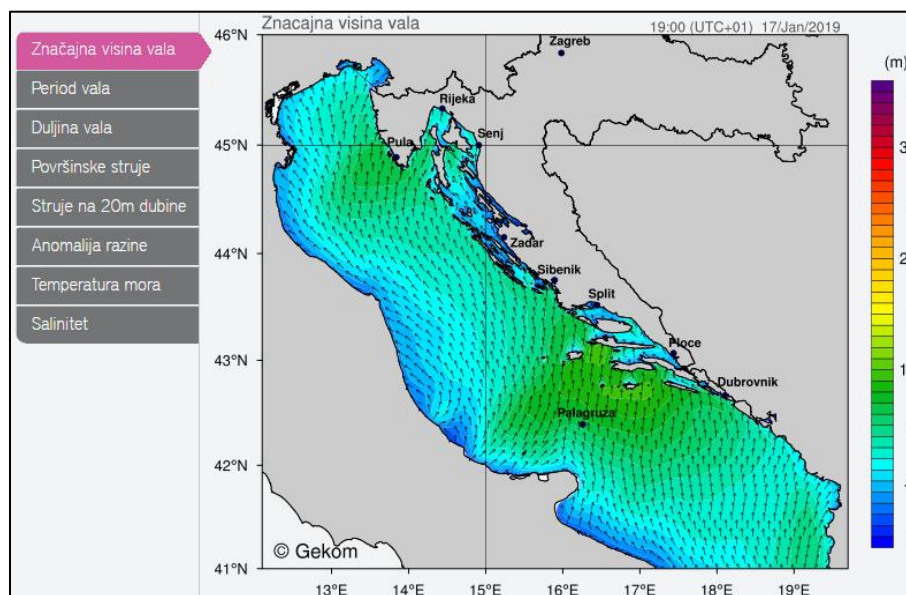 Značajna visina vala
Period vala
Duljina vala
Površinske struje
Struje na 20m dubine
Anomalija razine
Temperatura mora
Salinitet
Znacajna visina vala
19:00 (UTC+01) 17/Jan/2019
46°N
45°N
44°N
43°N
42°N
41°N
Zagreb
Rijeka
Senj
Pula
Zadar
Sibenik
Split
Ploce
Dubrovnik
Palagruza
© Gekom
13°E
14°E
15°E
16°E
17°E
18°E
19°E
(m)
3
2
1